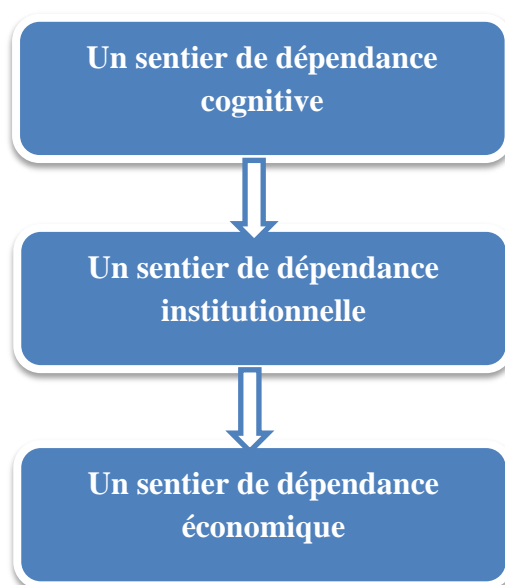 Un sentier de dépendance
cognitive
Un sentier de dépendance
institutionnelle
Un sentier de dépendance
économique